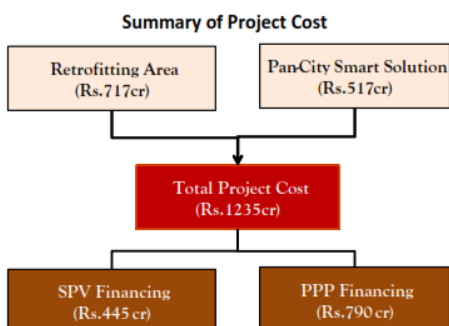 Summary of Project Cost
Retrofitting Area
(Rs.717cr)
Pan-City Smart Solution
(Rs.517cr)
Total Project Cost
(Rs.1235cr)
SPV Financing
(Rs.445 cr)
PPP Financing
(Rs.790 cr)